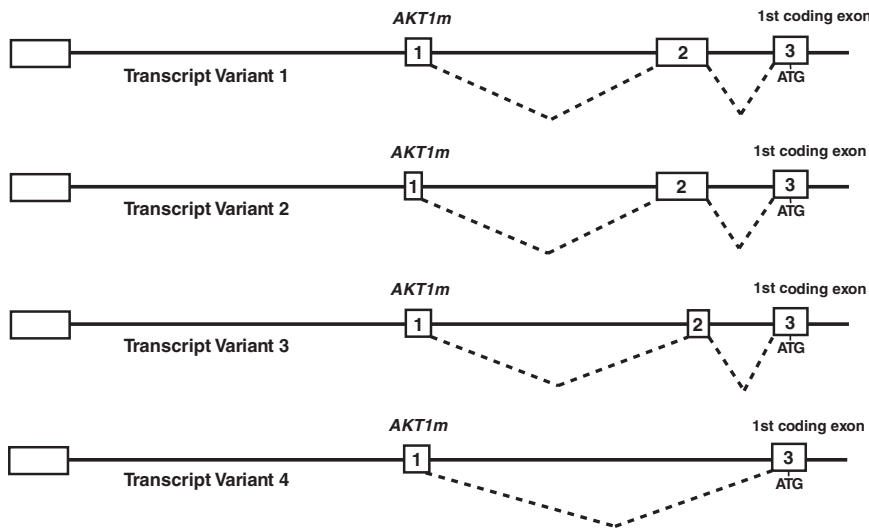 AKT1m 1st coding exon
1 2 3
ATG
Transcript Variant 1
AKT1m 1st coding exon
1 2 3
ATG
Transcript Variant 2
AKT1m 1st coding exon
1 2 3
ATG
Transcript Variant 3
AKT1m 1st coding exon
1 3
ATG
Transcript Variant 4